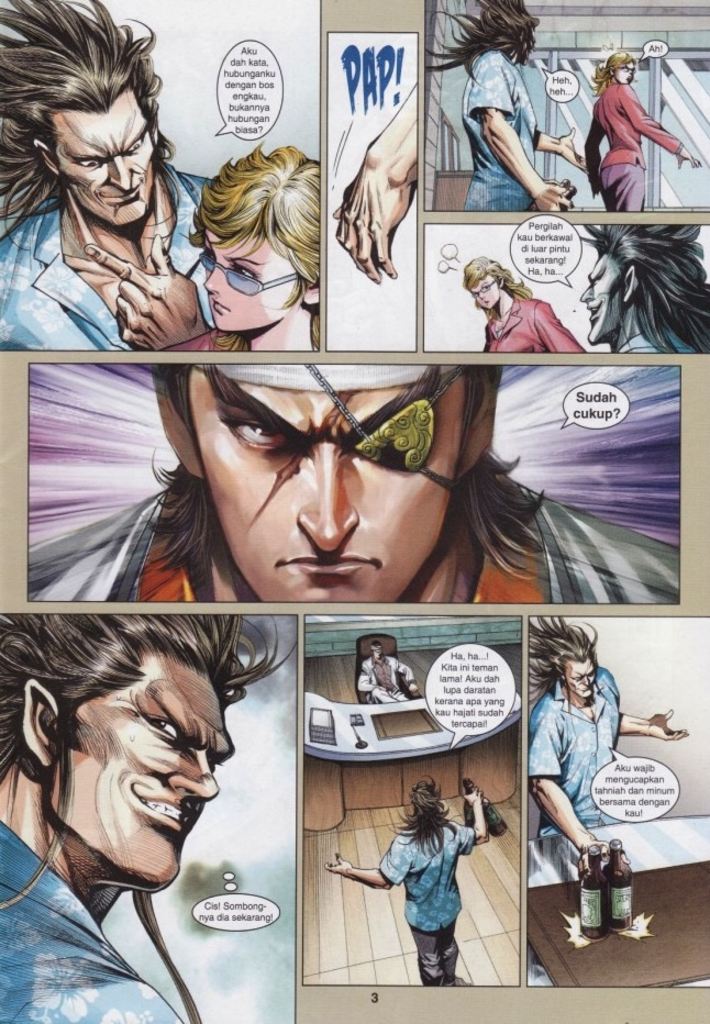 Aku
dah kata,
hubunganku
dengan bos
engkau,
bukannya
hubungan
biasa?
PAP!
Heh,
heh...
Ah!
Pergilah
kau berkawal
di luar pintu
sekarang!
Ha, ha...
Sudah
cukup?
Cis! Sombong-
nya dia sekarang!
Ha, ha...!
Kita ini teman
lama! Aku dah
lupa daratan
kerana apa yang
kau hajati sudah
tercapai!
Aku wajib
mengucapkan
tahniah dan minum
bersama dengan
kau!
3